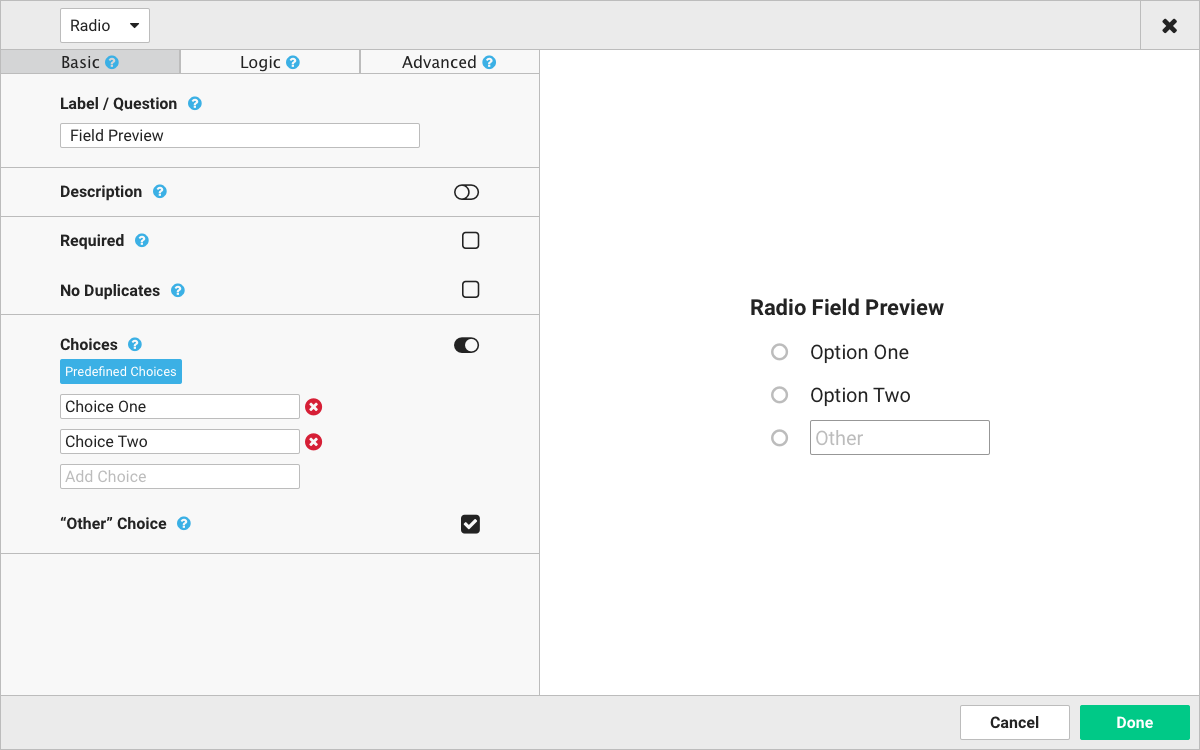 Radio
Basic ?
Logic ?
Advanced ?
Label / Question ?
Field Preview
Description ?
Required ?
No Duplicates ?
Choices ?
Predefined Choices
Choice One
Choice Two
Add Choice
“Other” Choice ?
Radio Field Preview
Option One
Option Two
Other
Cancel
Done